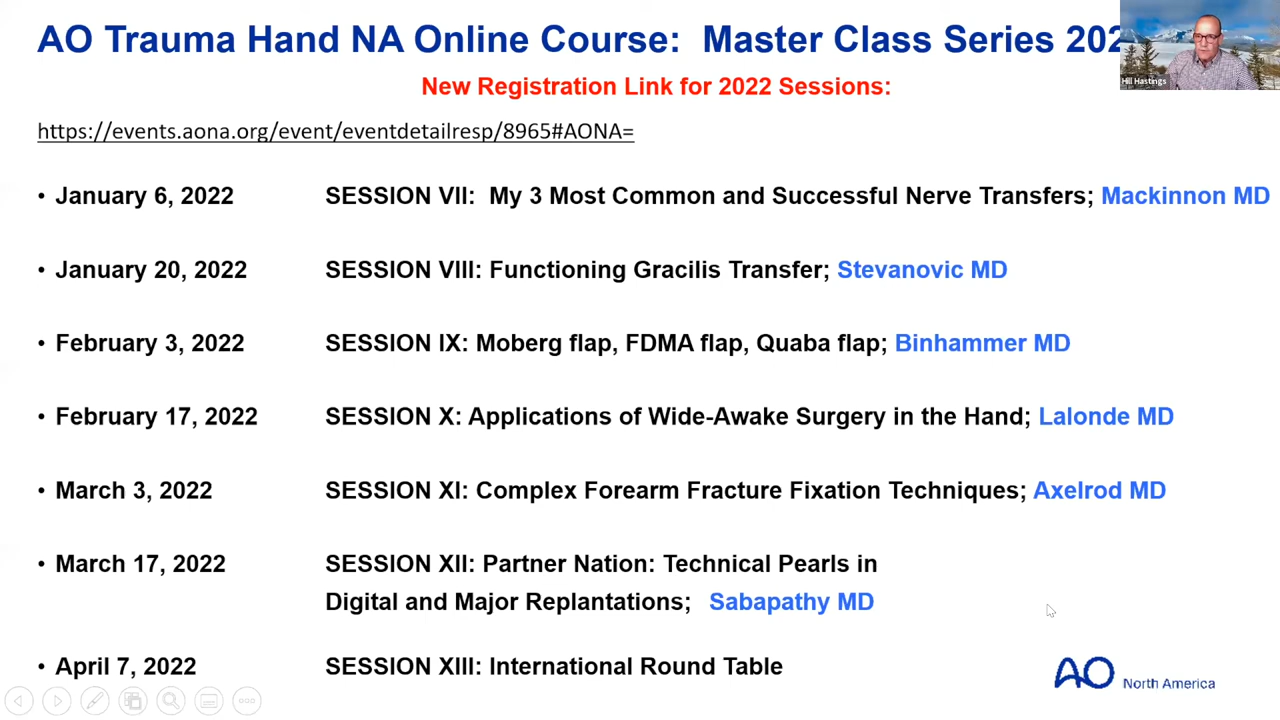 AO Trauma Hand NA Online Course: Master Class Series 202
Hill Hastings
New Registration Link for 2022 Sessions:
https://events.aona.org/event/eventdetailresp/8965#AONA=
• January 6, 2022 SESSION VII: My 3 Most Common and Successful Nerve Transfers; Mackinnon MD
• January 20, 2022 SESSION VIII: Functioning Gracilis Transfer; Stevanovic MD
• February 3, 2022 SESSION IX: Moberg flap, FDMA flap, Quaba flap; Binhammer MD
• February 17, 2022 SESSION X: Applications of Wide-Awake Surgery in the Hand; Lalonde MD
• March 3, 2022 SESSION XI: Complex Forearm Fracture Fixation Techniques; Axelrod MD
• March 17, 2022 SESSION XII: Partner Nation: Technical Pearls in
Digital and Major Replantations; Sabapathy MD
• April 7, 2022 SESSION XIII: International Round Table
AO North America